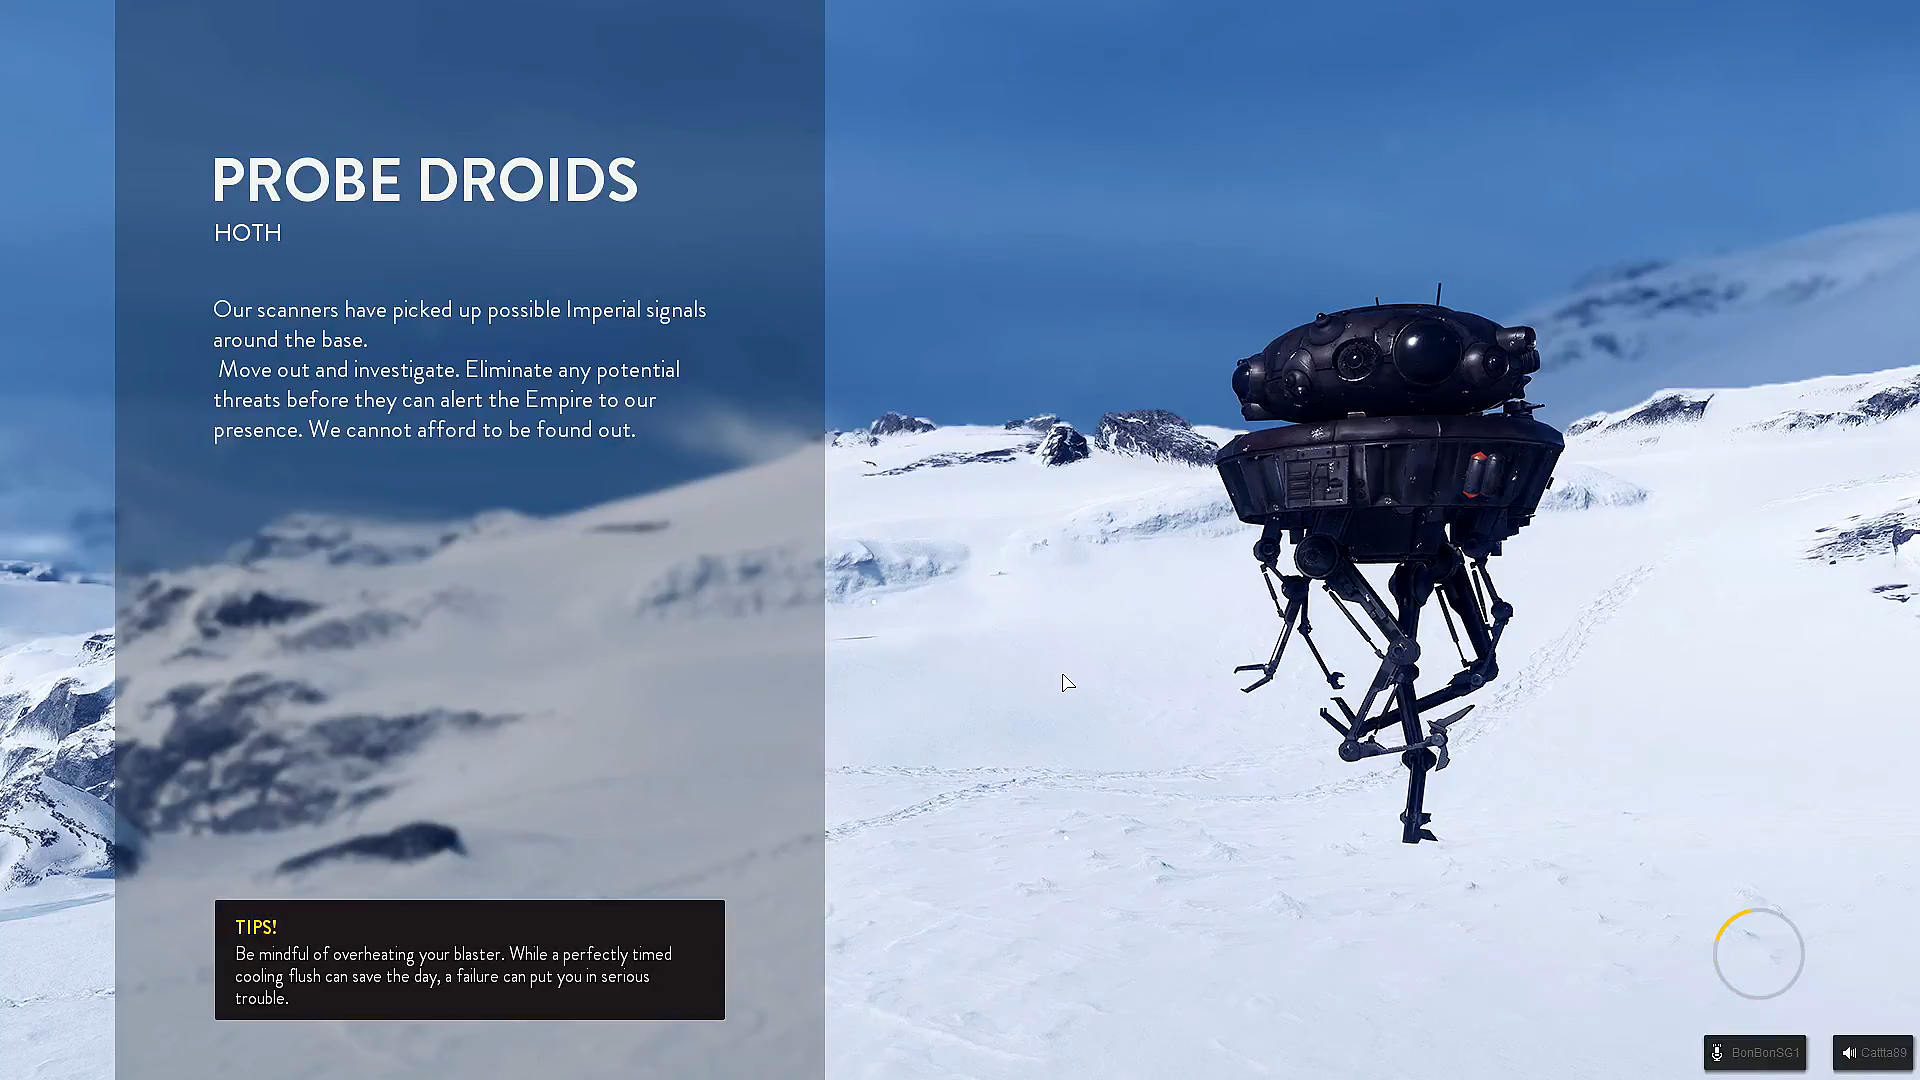 PROBE DROIDS
HOTH
Our scanners have picked up possible Imperial signals
around the base.
Move out and investigate. Eliminate any potential
threats before they can alert the Empire to our
presence. We cannot afford to be found out.
TIPS!
Be mindful of overheating your blaster. While a perfectly timed
cooling flush can save the day, a failure can put you in serious
trouble.
BonBonSG1
Cattta89